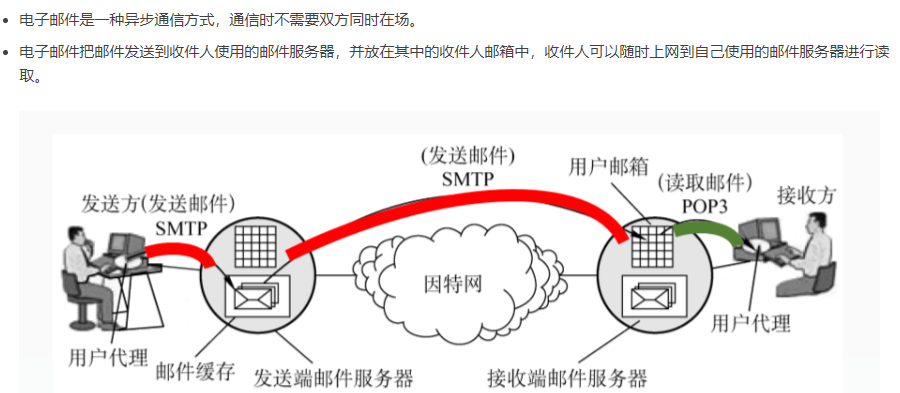 电子邮件是一种异步通信方式，通信时不需要双方同时在场。
电子邮件把邮件发送到收件人使用的邮件服务器，并放在其中的收件人邮箱中，收件人可以随时上网到自己使用的邮件服务器进行读
取。
(发送邮件)
SMTP
用户邮箱
(读取邮件)
POP3
接收方
发送方(发送邮件)
SMTP
因特网
用户代理
邮件缓存
发送端邮件服务器
接收端邮件服务器
用户代理